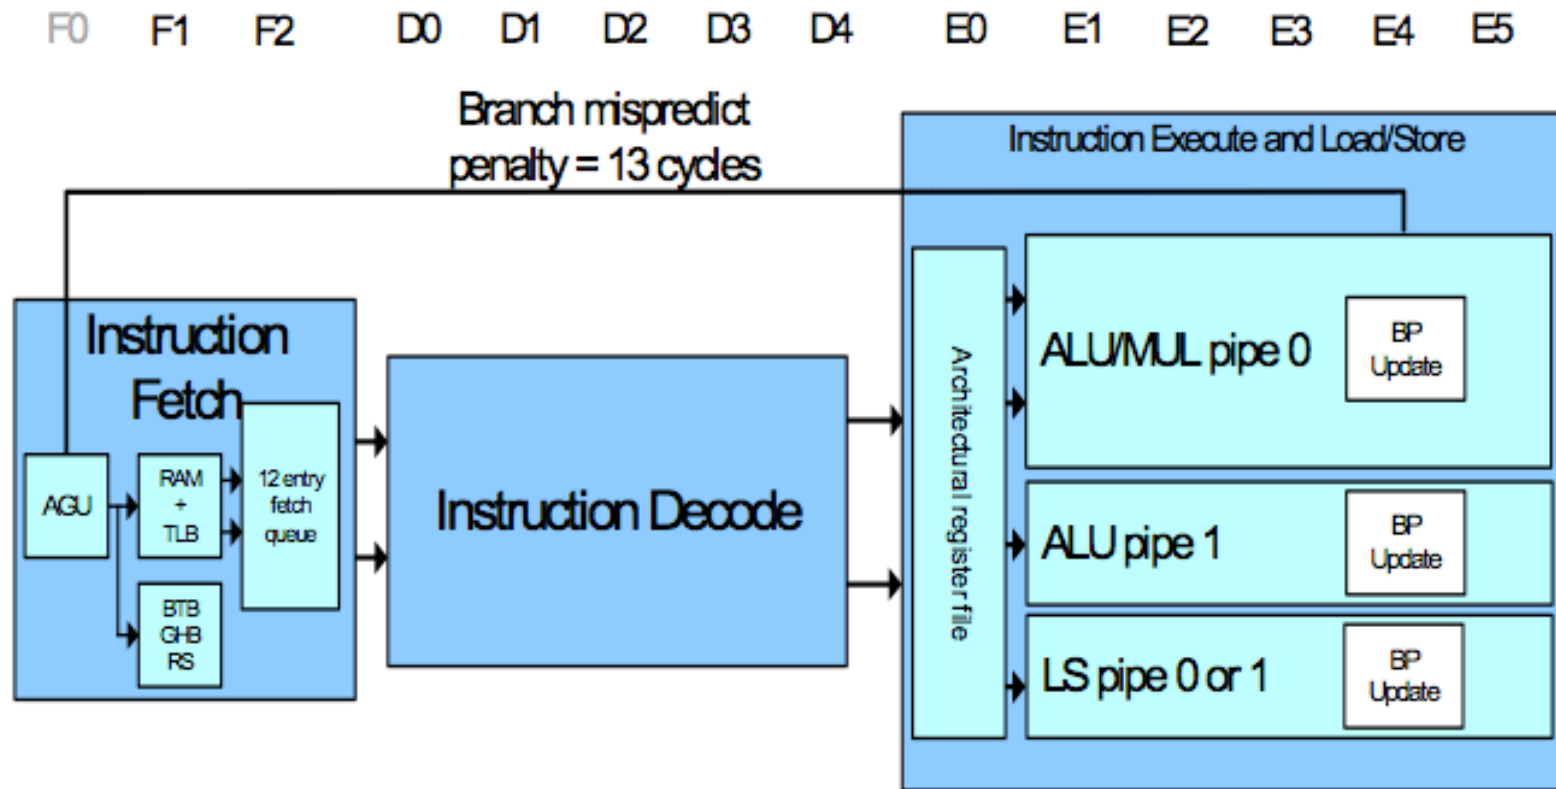 F0 F1 F2 D0 D1 D2 D3 D4 E0 E1 E2 E3 E4 E5
Branch mispredict
penalty = 13 cycles
Instruction Execute and Load/Store
Instruction
Fetch
AGU
RAM
+
TLB
12 entry
fetch
queue
BTB
GHB
RS
Instruction Decode
Architectural register file
ALU/MUL pipe 0
BP
Update
ALU pipe 1
BP
Update
LS pipe 0 or 1
BP
Update